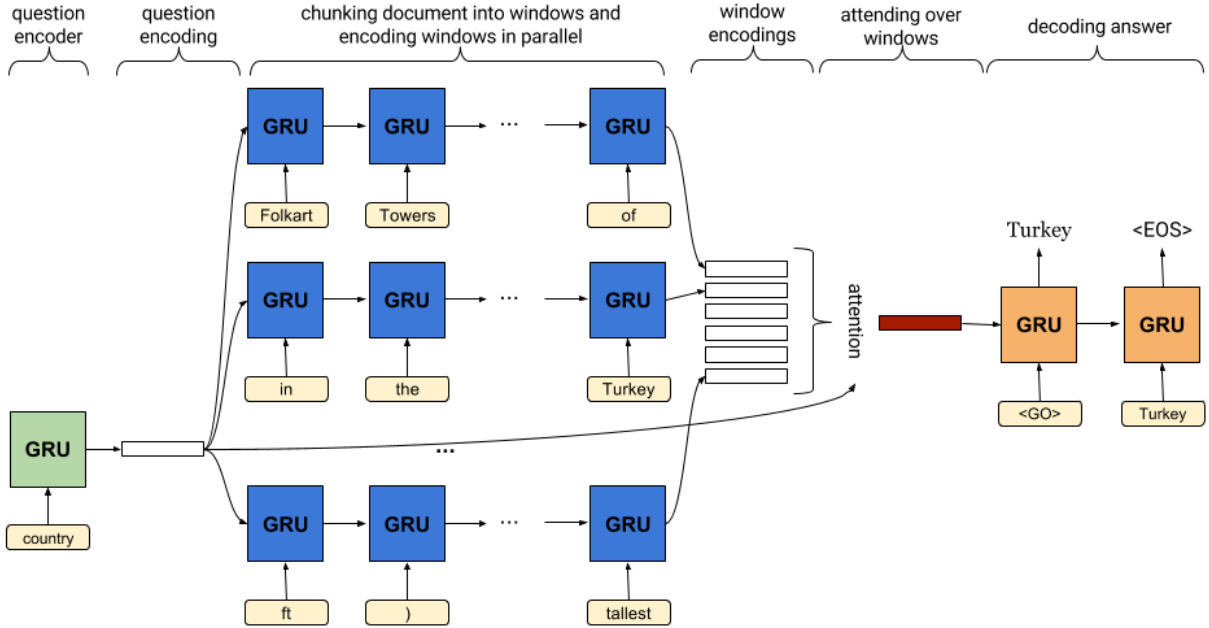 question
encoder
question
encoding
chunking document into windows and
encoding windows in parallel
window
encodings
attending over
windows
decoding answer
GRU
GRU
...
GRU
Folkart
Towers
of
GRU
GRU
...
GRU
in
the
Turkey
GRU
country
...
GRU
GRU
...
GRU
ft
)
tallest
attention
Turkey
<EOS>
GRU
GRU
<GO>
Turkey